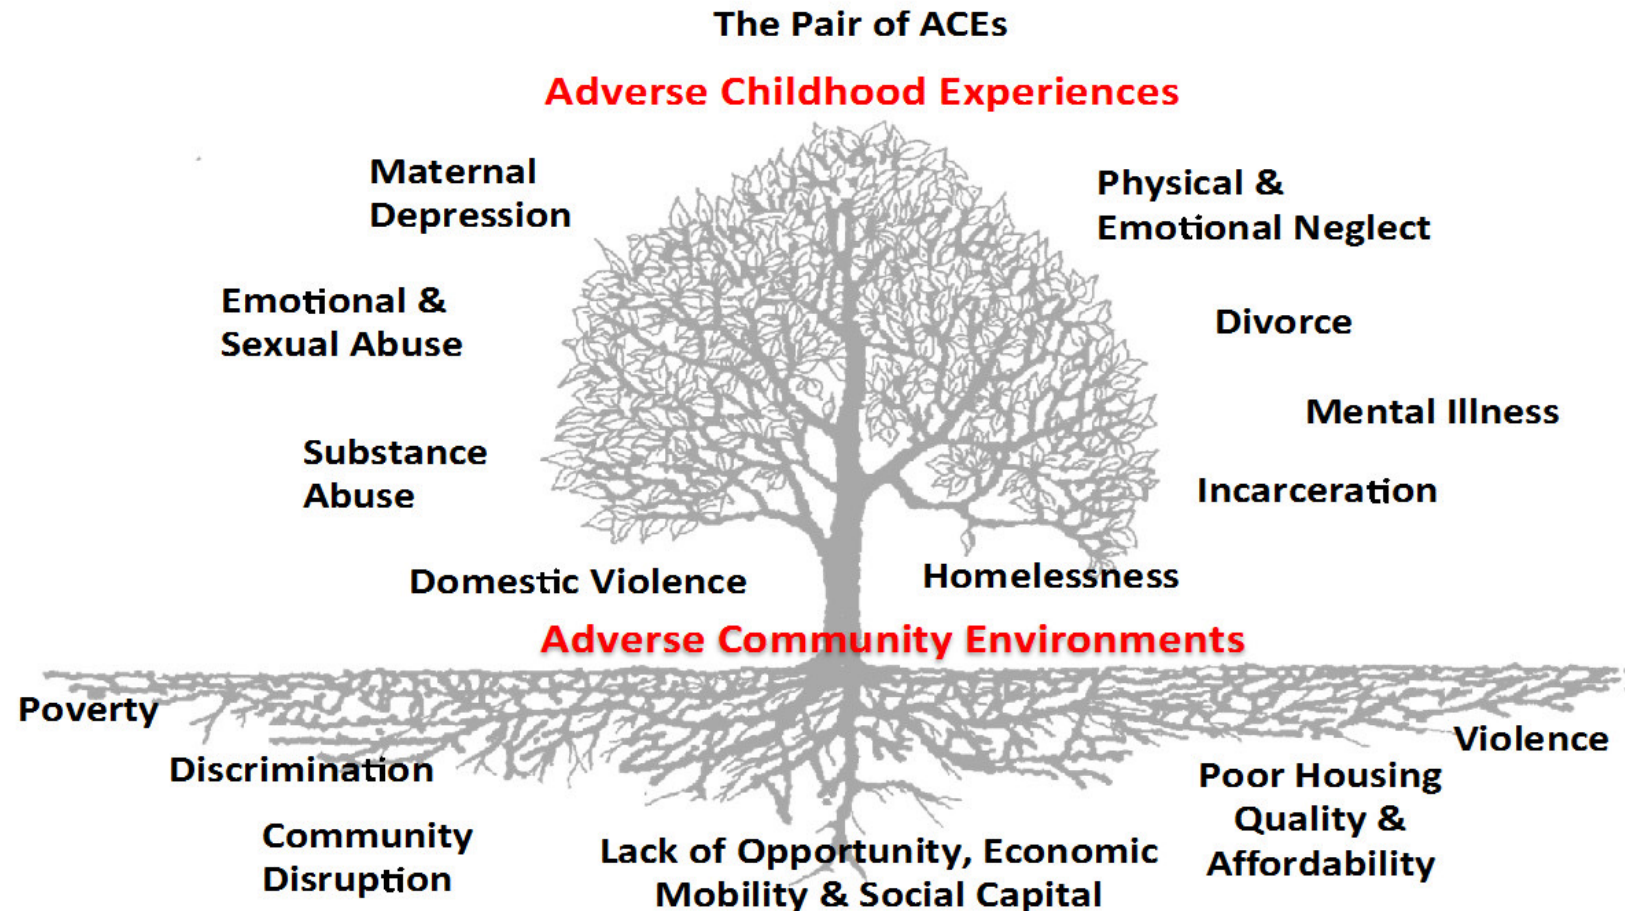 The Pair of ACEs
Adverse Childhood Experiences
Maternal
Depression
Physical &
Emotional Neglect
Emotional &
Sexual Abuse
Divorce
Mental Illness
Substance
Abuse
Incarceration
Domestic Violence
Homelessness
Adverse Community Environments
Poverty
Violence
Discrimination
Poor Housing
Quality &
Affordability
Community
Disruption
Lack of Opportunity, Economic
Mobility & Social Capital